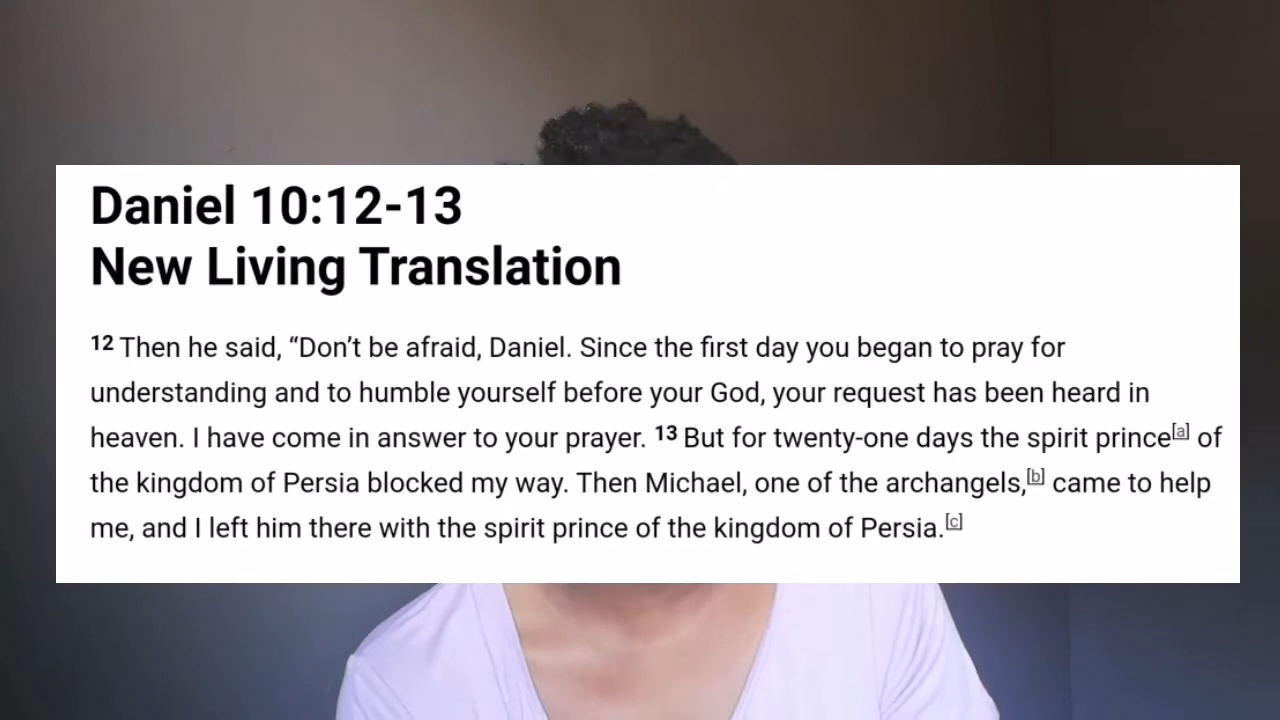 Daniel 10:12-13
New Living Translation
12 Then he said, “Don’t be afraid, Daniel. Since the first day you began to pray for
understanding and to humble yourself before your God, your request has been heard in
heaven. I have come in answer to your prayer. 13 But for twenty-one days the spirit prince[a] of
the kingdom of Persia blocked my way. Then Michael, one of the archangels,[b] came to help
me, and I left him there with the spirit prince of the kingdom of Persia.[c]